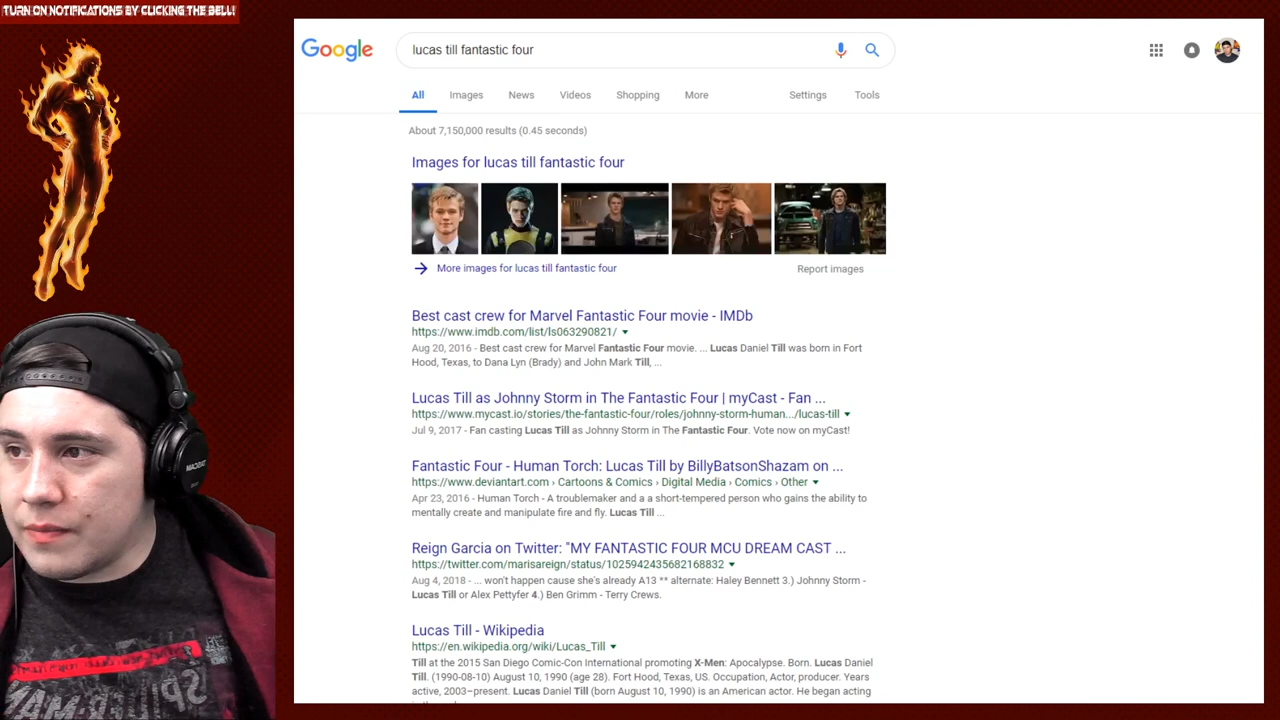 TURN ON NOTIFICATIONS BY CLICKING THE BELL!
Google
lucas till fantastic four
All Images News Videos Shopping More Settings Tools
About 7,150,000 results (0.45 seconds)
Images for lucas till fantastic four
More images for lucas till fantastic four
Report images
Best cast crew for Marvel Fantastic Four movie - IMDb
https://www.imdb.com/list/ls063290821/
Aug 20, 2016 - Best cast crew for Marvel Fantastic Four movie. ... Lucas Daniel Till was born in Fort
Hood, Texas, to Dana Lyn (Brady) and John Mark Till, ...
Lucas Till as Johnny Storm in The Fantastic Four | myCast - Fan ...
https://www.mycast.io/stories/the-fantastic-four/roles/johnny-storm-human.../lucas-till
Jul 9, 2017 - Fan casting Lucas Till as Johnny Storm in The Fantastic Four. Vote now on myCast!
Fantastic Four - Human Torch: Lucas Till by BillyBatsonShazam on ...
https://www.deviantart.com › Cartoons & Comics › Digital Media › Comics › Other
Apr 23, 2016 - Human Torch - A troublemaker and a a short-tempered person who gains the ability to
mentally create and manipulate fire and fly. Lucas Till ...
Reign Garcia on Twitter: "MY FANTASTIC FOUR MCU DREAM CAST ...
https://twitter.com/marisareign/status/1025942435682168832
Aug 4, 2018 - ... won't happen cause she's already A13 ** alternate: Haley Bennett 3.) Johnny Storm -
Lucas Till or Alex Pettyfer 4.) Ben Grimm - Terry Crews.
Lucas Till - Wikipedia
https://en.wikipedia.org/wiki/Lucas_Till
Till at the 2015 San Diego Comic-Con International promoting X-Men: Apocalypse. Born. Lucas Daniel
Till. (1990-08-10) August 10, 1990 (age 28). Fort Hood, Texas, US. Occupation, Actor, producer. Years
active, 2003–present. Lucas Daniel Till (born August 10, 1990) is an American actor. He began acting